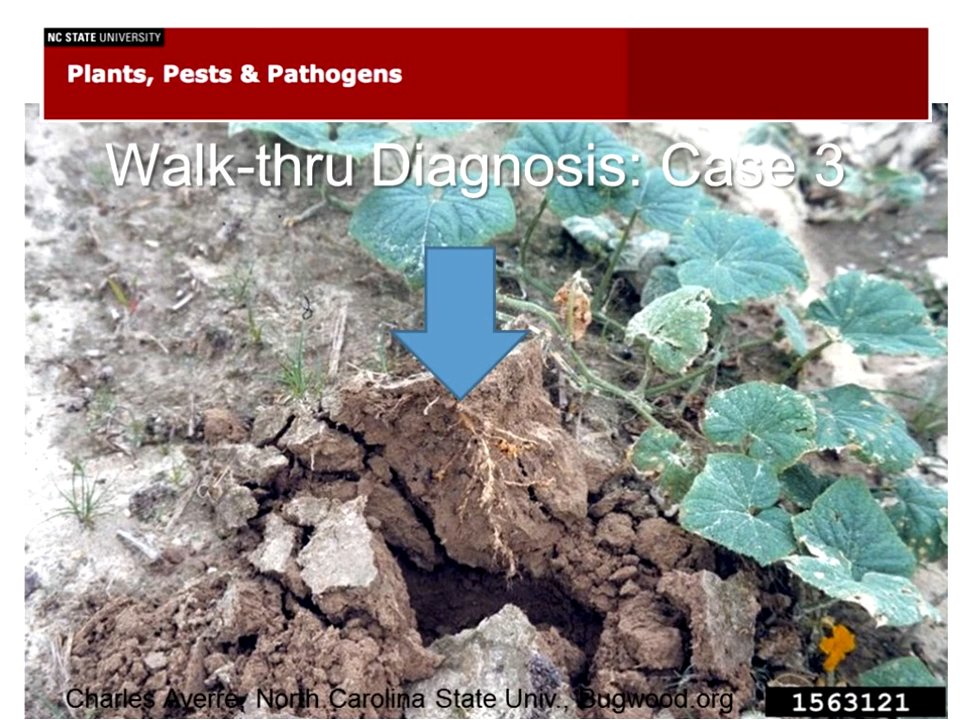 NC STATE UNIVERSITY
Plants, Pests & Pathogens
Walk-thru Diagnosis: Case 3
Charles Averre, North Carolina State Univ., Bugwood.org
1563121